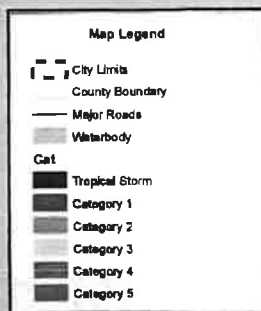 Map Legend
City Limits
County Boundary
Major Roads
Waterbody
Cat
Tropical Storm
Category 1
Category 2
Category 3
Category 4
Category 5